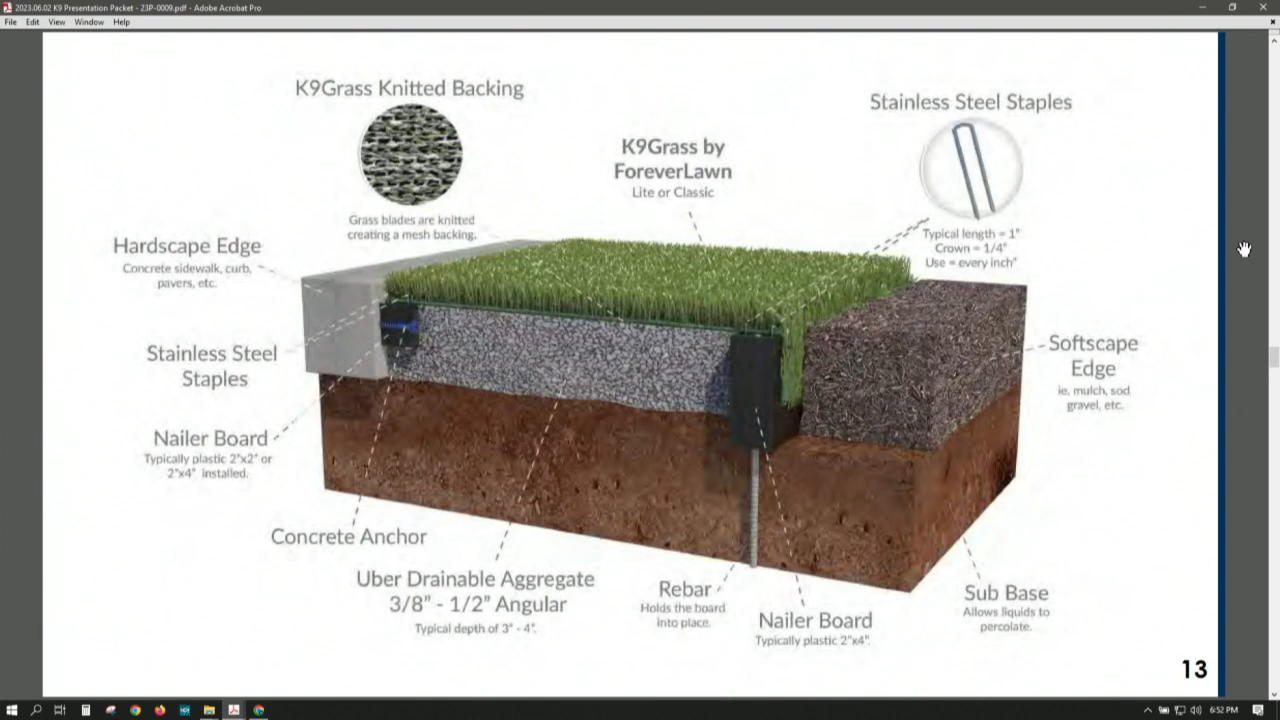 2023.06.02 K9 Presentation Packet - 23P-0009.pdf - Adobe Acrobat Pro
File Edit View Window Help
K9Grass Knitted Backing
Grass blades are knitted
creating a mesh backing.
K9Grass by
ForeverLawn
Lite or Classic
Stainless Steel Staples
Typical length = 1"
Crown = 1/4"
Use = every inch"
Hardscape Edge
Concrete sidewalk, curb,
pavers, etc.
Stainless Steel
Staples
Nailer Board
Typically plastic 2"x2" or
2"x4" installed.
Softscape
Edge
ie, mulch, sod
gravel, etc.
Concrete Anchor
Uber Drainable Aggregate
3/8" - 1/2" Angular
Typical depth of 3" - 4".
Rebar
Holds the board
into place.
Nailer Board
Typically plastic 2"x4".
Sub Base
Allows liquids to
percolate.
13
6:52 PM